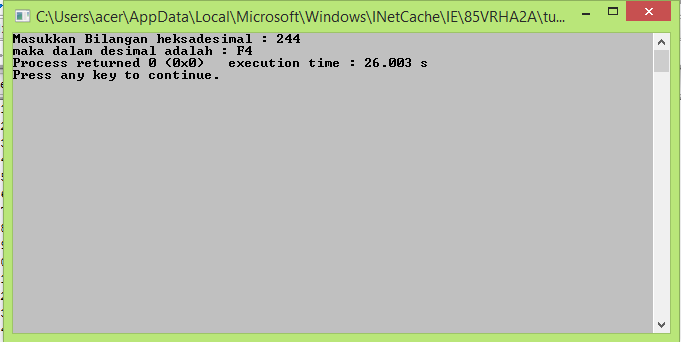 C:\Users\acer\AppData\Local\Microsoft\Windows\INetCache\IE\85VRHA2A\tu...
Masukkan Bilangan heksadesimal : 244
maka dalam desimal adalah : F4
Process returned 0 (0x0)   execution time : 26.003 s
Press any key to continue.